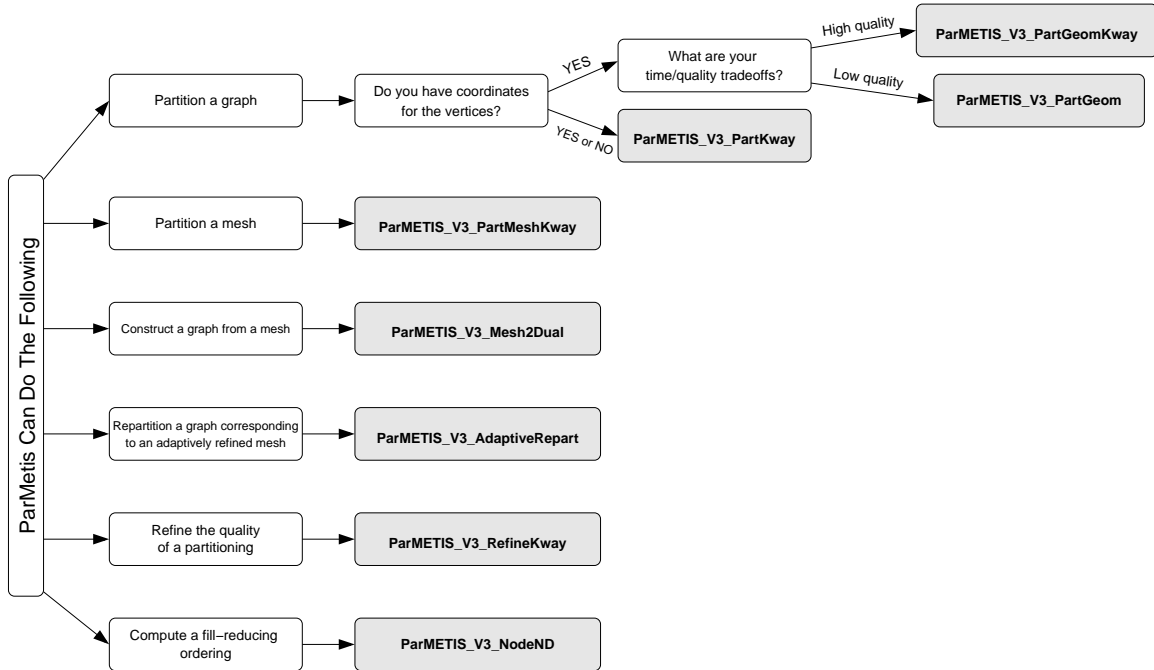 ParMetis Can Do The Following
Partition a graph
Do you have coordinates
for the vertices?
YES
YES or NO
What are your
time/quality tradeoffs?
High quality
Low quality
ParMETIS_V3_PartGeomKway
ParMETIS_V3_PartGeom
ParMETIS_V3_PartKway
Partition a mesh
ParMETIS_V3_PartMeshKway
Construct a graph from a mesh
ParMETIS_V3_Mesh2Dual
Repartition a graph corresponding
to an adaptively refined mesh
ParMETIS_V3_AdaptiveRepart
Refine the quality
of a partitioning
ParMETIS_V3_RefineKway
Compute a fill−reducing
ordering
ParMETIS_V3_NodeND